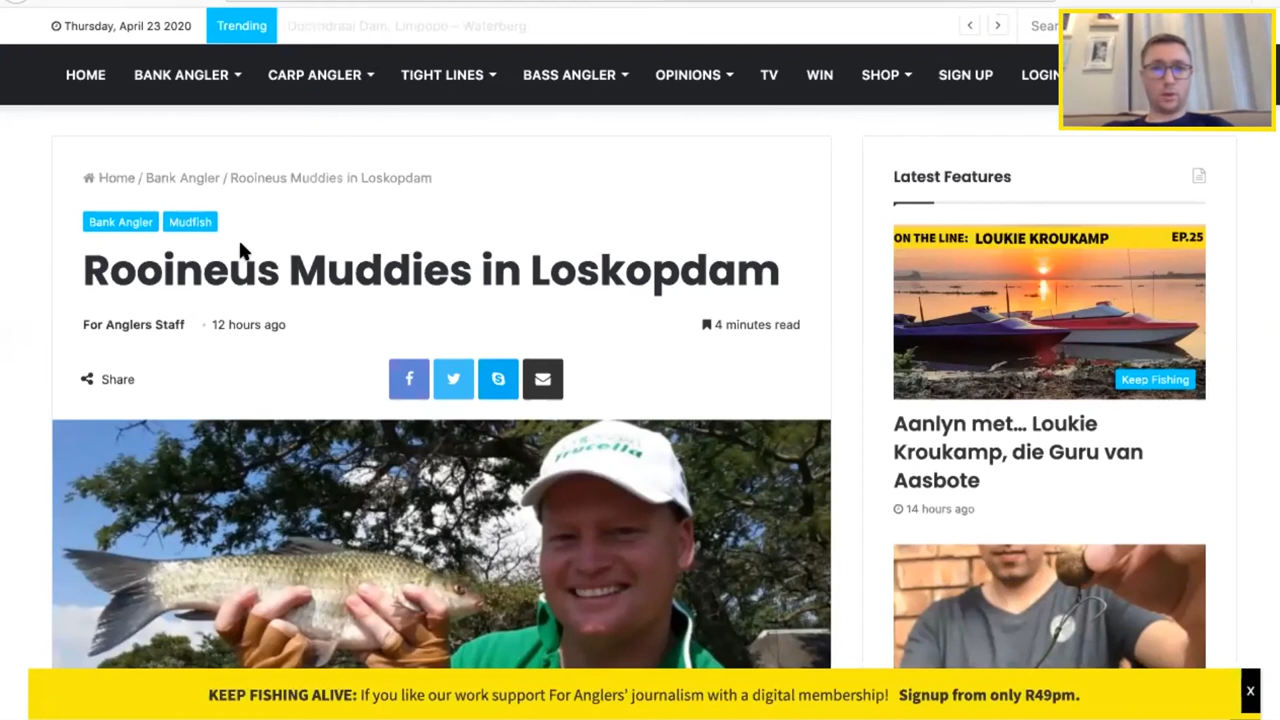 Thursday, April 23 2020
Trending
Doorndraai Dam, Limpopo – Waterberg
HOME
BANK ANGLER
CARP ANGLER
TIGHT LINES
BASS ANGLER
OPINIONS
TV
WIN
SHOP
SIGN UP
LOGIN
Home / Bank Angler / Rooineus Muddies in Loskopdam
Bank Angler
Mudfish
Rooineus Muddies in Loskopdam
For Anglers Staff
12 hours ago
4 minutes read
Share
Latest Features
ON THE LINE: LOUKIE KROUKAMP
EP.25
Keep Fishing
Aanlyn met… Loukie
Kroukamp, die Guru van
Aasbote
14 hours ago
KEEP FISHING ALIVE: If you like our work support For Anglers' journalism with a digital membership! Signup from only R49pm.
X